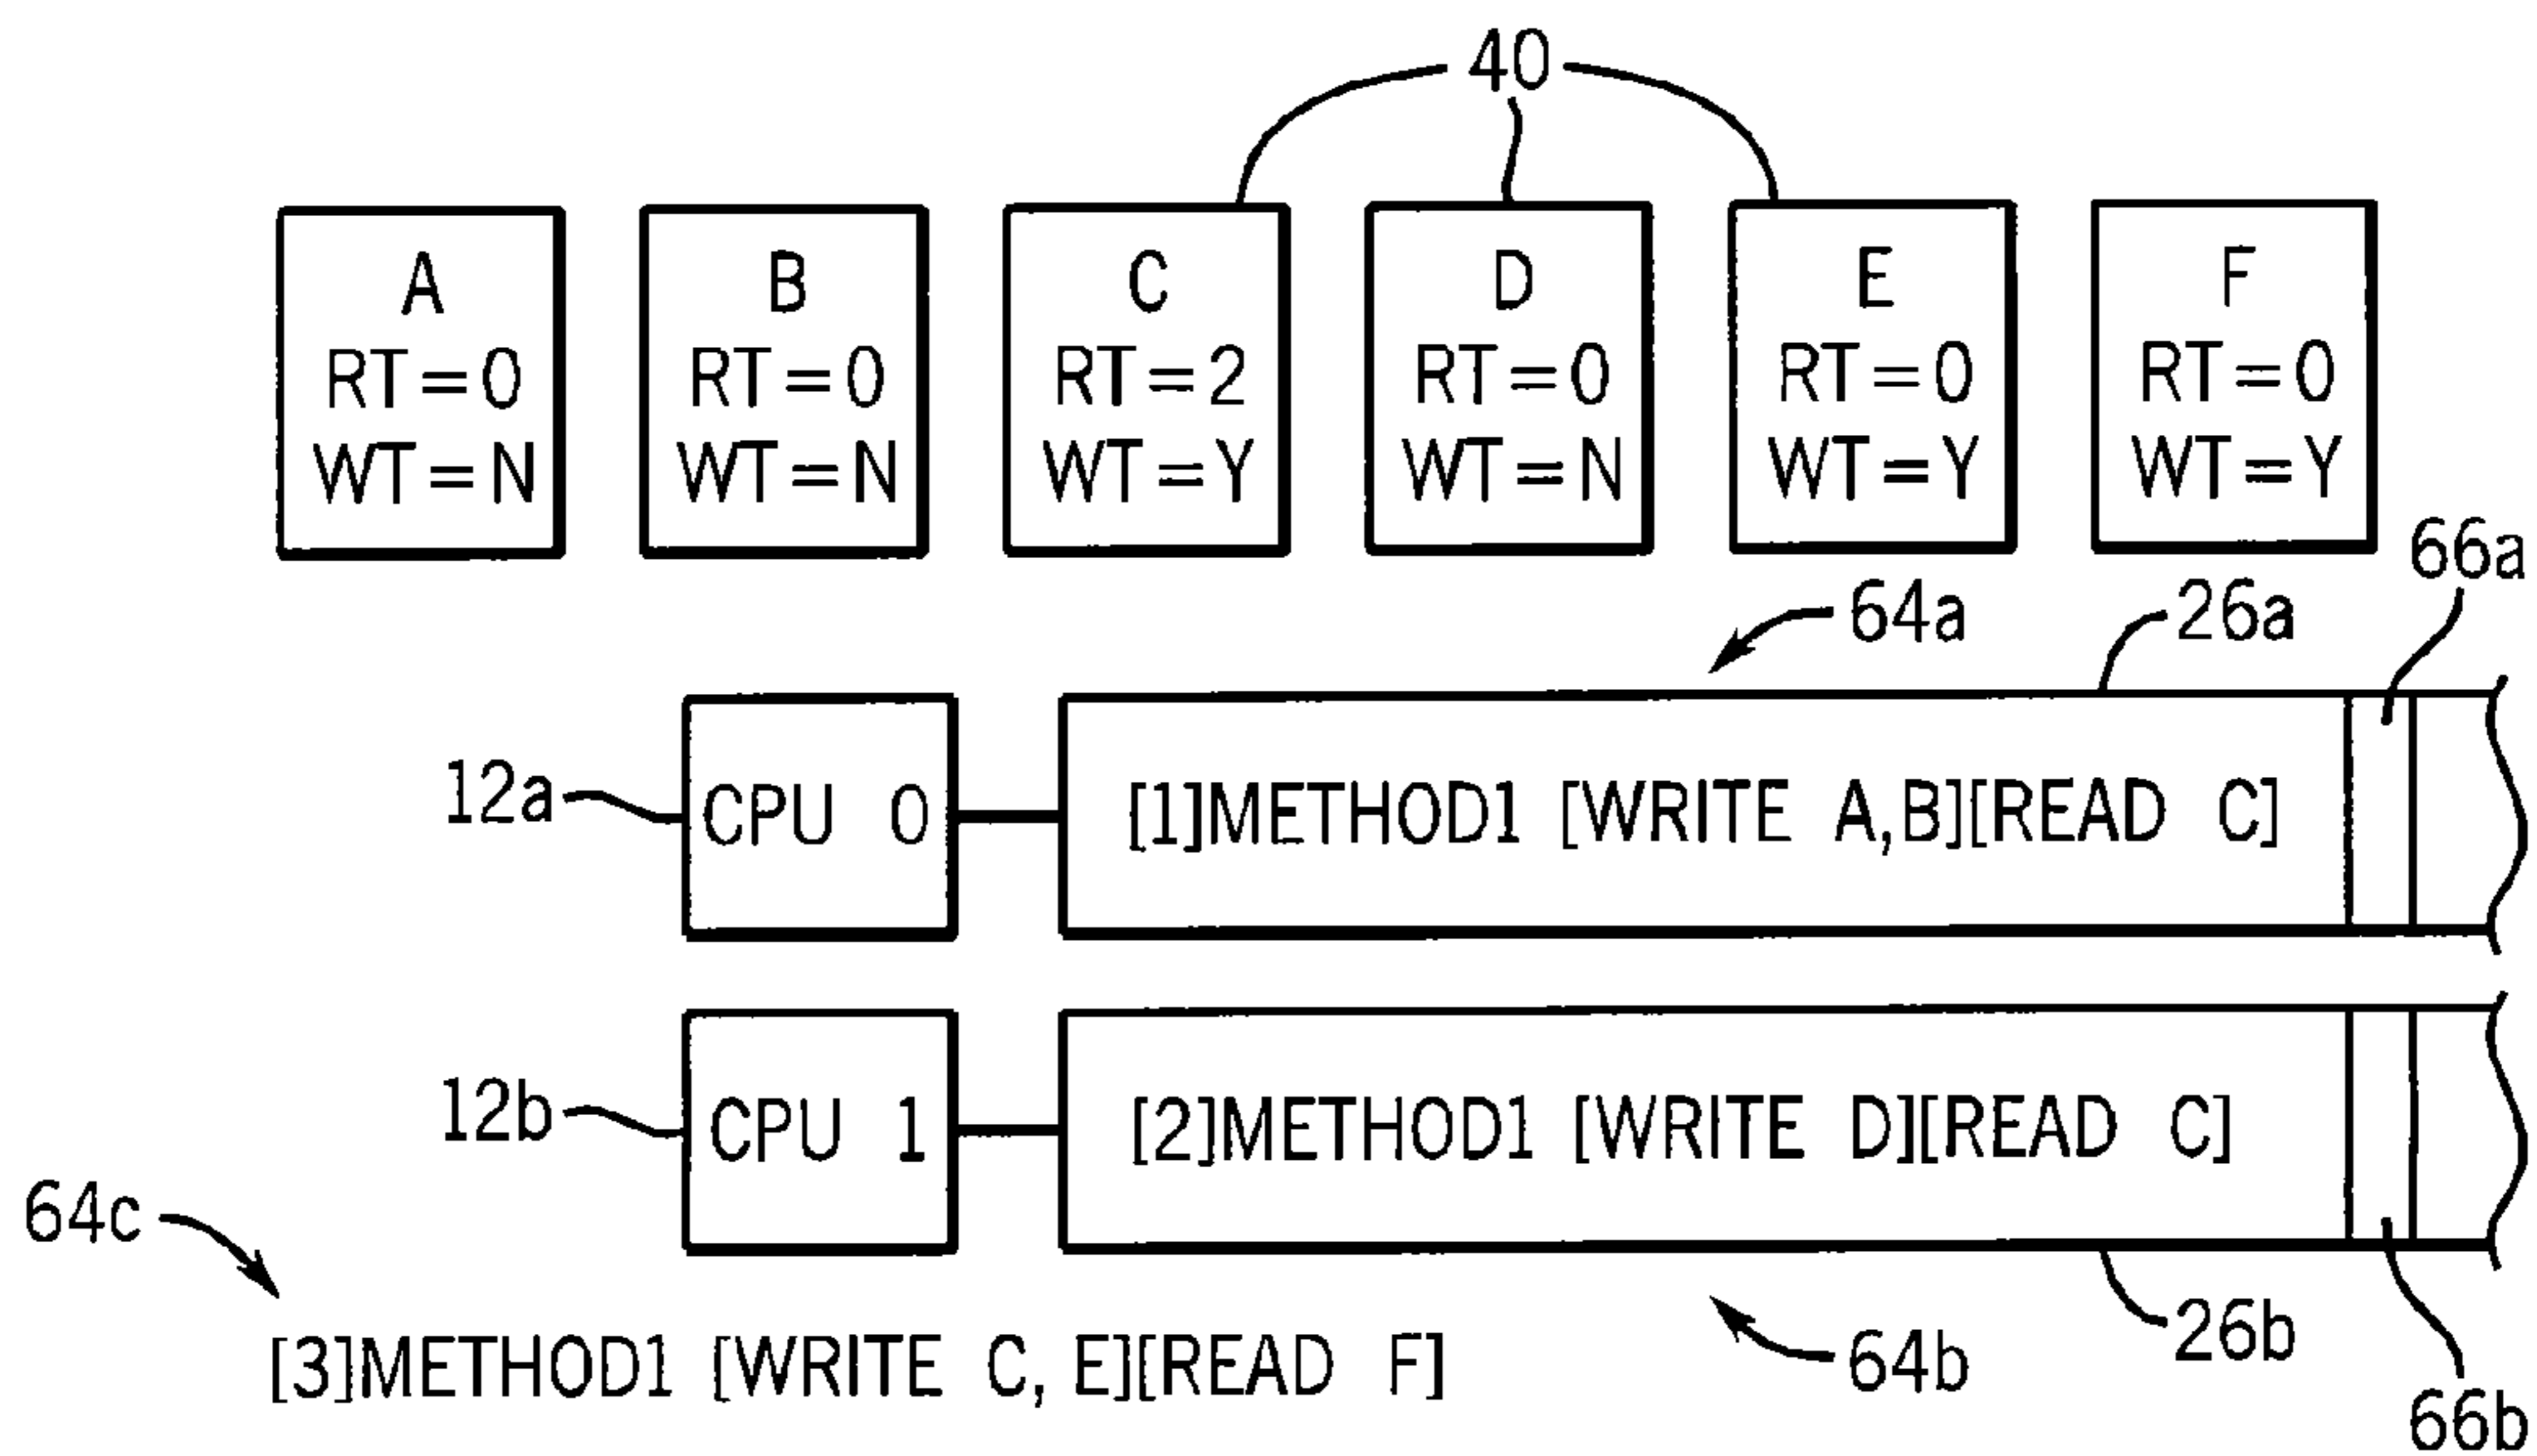 40
A
RT=0
WT=N
B
RT=0
WT=N
C
RT=2
WT=Y
D
RT=0
WT=N
E
RT=0
WT=Y
F
RT=0
WT=Y
66a
64a
26a
12a
CPU 0
[1]METHOD1 [WRITE A,B][READ C]
12b
CPU 1
[2]METHOD1 [WRITE D][READ C]
64c
[3]METHOD1 [WRITE C, E][READ F]
64b
26b
66b